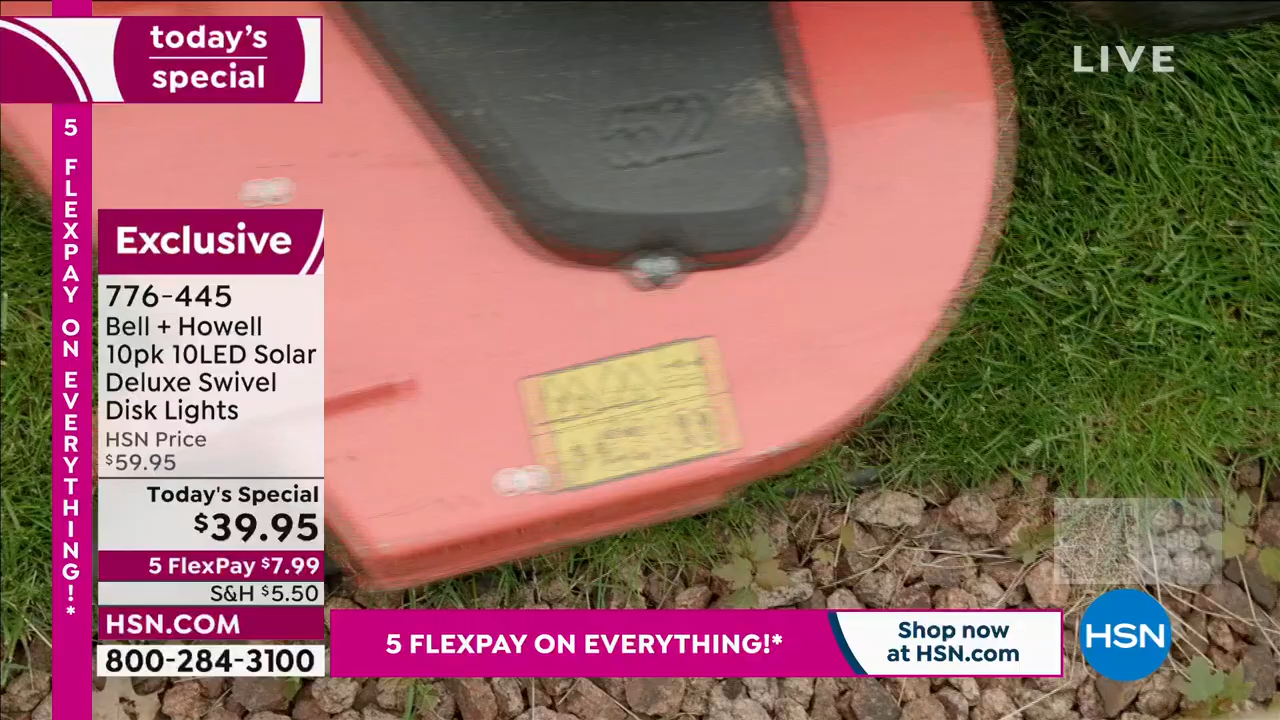 today's
special
LIVE
5 FLEXPAY ON EVERYTHING!*
Exclusive
776-445
Bell + Howell
10pk 10LED Solar
Deluxe Swivel
Disk Lights
HSN Price
$59.95
Today's Special
$39.95
5 FlexPay $7.99
S&H $5.50
HSN.COM
800-284-3100
52
5 FLEXPAY ON EVERYTHING!*
Shop now
at HSN.com
HSN